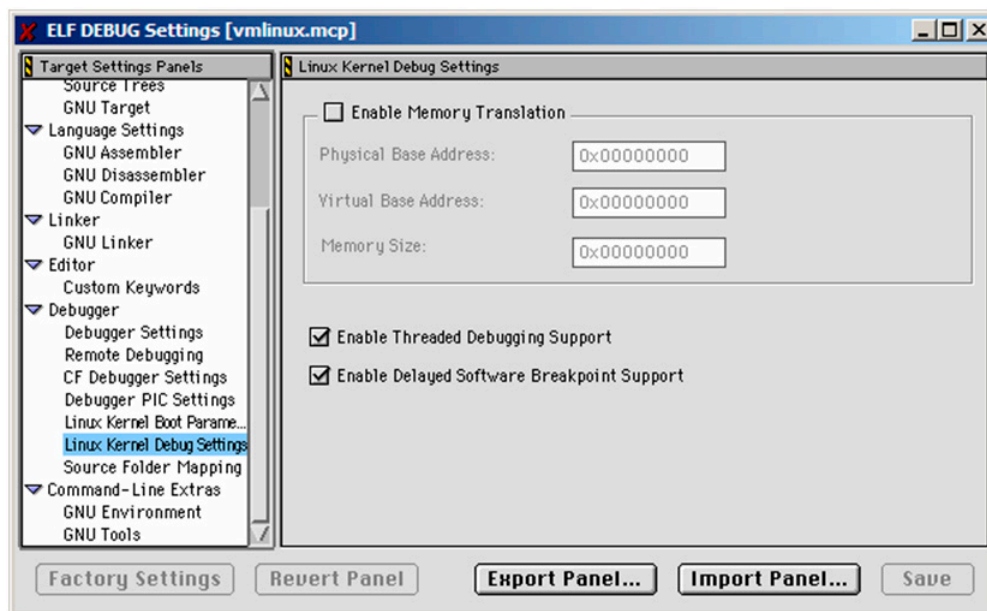 ELF DEBUG Settings [vmlinux.mcp]
Target Settings Panels
Source Trees
GNU Target
Language Settings
GNU Assembler
GNU Disassembler
GNU Compiler
Linker
GNU Linker
Editor
Custom Keywords
Debugger
Debugger Settings
Remote Debugging
CF Debugger Settings
Debugger PIC Settings
Linux Kernel Boot Parame...
Linux Kernel Debug Settings
Source Folder Mapping
Command-Line Extras
GNU Environment
GNU Tools
Linux Kernel Debug Settings
Enable Memory Translation
Physical Base Address: 0x00000000
Virtual Base Address: 0x00000000
Memory Size: 0x00000000
Enable Threaded Debugging Support
Enable Delayed Software Breakpoint Support
Factory Settings Revert Panel Export Panel... Import Panel... Save